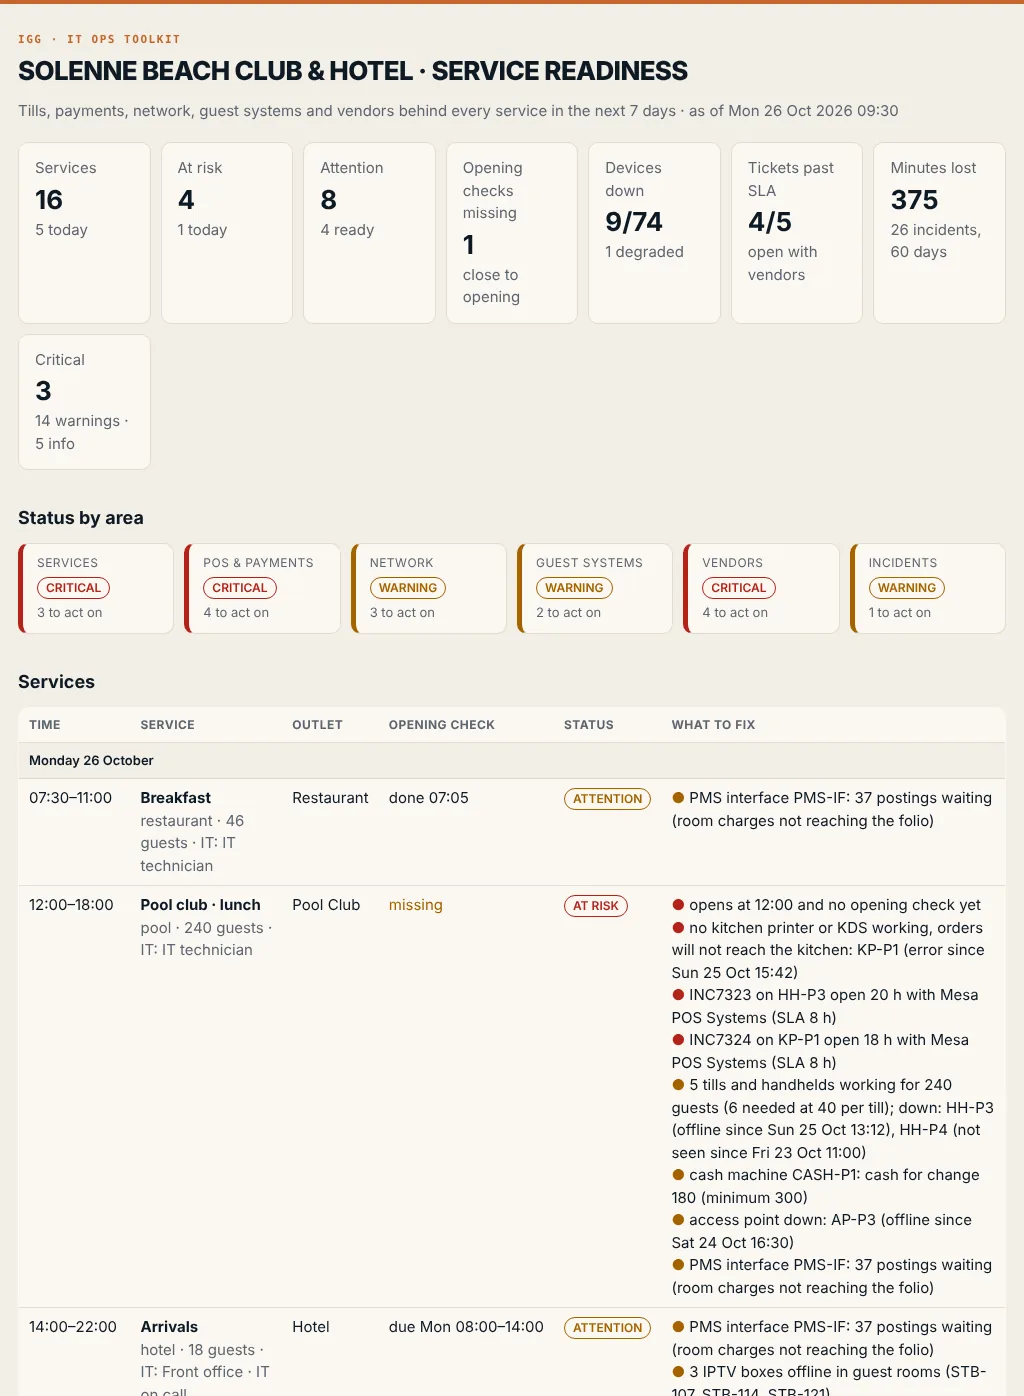 IGG · IT OPS TOOLKIT
SOLENNE BEACH CLUB & HOTEL · SERVICE READINESS
Tills, payments, network, guest systems and vendors behind every service in the next 7 days · as of Mon 26 Oct 2026 09:30
Services
16
5 today
At risk
4
1 today
Attention
8
4 ready
Opening
checks
missing
1
close to
opening
Devices
down
9/74
1 degraded
Tickets past
SLA
4/5
open with
vendors
Minutes lost
375
26 incidents,
60 days
Critical
3
14 warnings ·
5 info
Status by area
SERVICES
CRITICAL
3 to act on
POS & PAYMENTS
CRITICAL
4 to act on
NETWORK
WARNING
3 to act on
GUEST SYSTEMS
WARNING
2 to act on
VENDORS
CRITICAL
4 to act on
INCIDENTS
WARNING
1 to act on
Services
TIME SERVICE OUTLET OPENING CHECK STATUS WHAT TO FIX
Monday 26 October
07:30–11:00
Breakfast
restaurant · 46
guests · IT: IT
technician
Restaurant
done 07:05
ATTENTION
● PMS interface PMS-IF: 37 postings waiting
(room charges not reaching the folio)
12:00–18:00
Pool club · lunch
pool · 240 guests ·
IT: IT technician
Pool Club
missing
AT RISK
● opens at 12:00 and no opening check yet
● no kitchen printer or KDS working, orders
will not reach the kitchen: KP-P1 (error since
Sun 25 Oct 15:42)
● INC7323 on HH-P3 open 20 h with Mesa
POS Systems (SLA 8 h)
● INC7324 on KP-P1 open 18 h with Mesa
POS Systems (SLA 8 h)
● 5 tills and handhelds working for 240
guests (6 needed at 40 per till); down: HH-P3
(offline since Sun 25 Oct 13:12), HH-P4 (not
seen since Fri 23 Oct 11:00)
● cash machine CASH-P1: cash for change
180 (minimum 300)
● access point down: AP-P3 (offline since
Sat 24 Oct 16:30)
● PMS interface PMS-IF: 37 postings waiting
(room charges not reaching the folio)
14:00–22:00
Arrivals
hotel · 18 guests ·
IT: Front office · IT
on call
Hotel
due Mon 08:00–14:00
ATTENTION
● PMS interface PMS-IF: 37 postings waiting
(room charges not reaching the folio)
● 3 IPTV boxes offline in guest rooms (STB-
107, STB-114, STB-121)